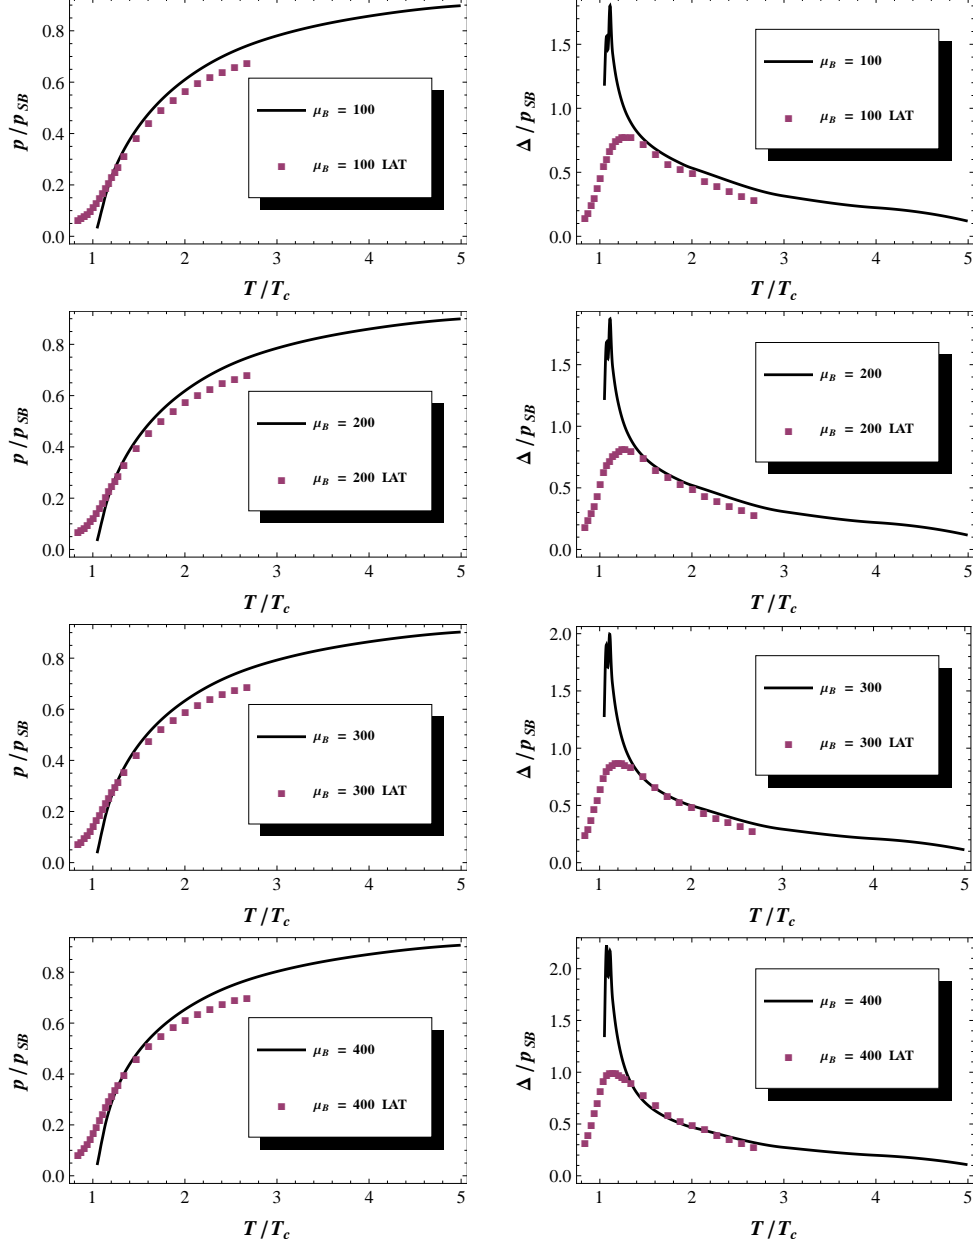 p/p_SB
0.8
0.6
0.4
0.2
0.0
μ_B = 100
μ_B = 100 LAT
1 2 3 4 5
T/T_c
Δ/p_SB
1.5
1.0
0.5
0.0
μ_B = 100
μ_B = 100 LAT
1 2 3 4 5
T/T_c
p/p_SB
0.8
0.6
0.4
0.2
0.0
μ_B = 200
μ_B = 200 LAT
1 2 3 4 5
T/T_c
Δ/p_SB
1.5
1.0
0.5
0.0
μ_B = 200
μ_B = 200 LAT
1 2 3 4 5
T/T_c
p/p_SB
0.8
0.6
0.4
0.2
0.0
μ_B = 300
μ_B = 300 LAT
1 2 3 4 5
T/T_c
Δ/p_SB
2.0
1.5
1.0
0.5
0.0
μ_B = 300
μ_B = 300 LAT
1 2 3 4 5
T/T_c
p/p_SB
0.8
0.6
0.4
0.2
0.0
μ_B = 400
μ_B = 400 LAT
1 2 3 4 5
T/T_c
Δ/p_SB
2.0
1.5
1.0
0.5
0.0
μ_B = 400
μ_B = 400 LAT
1 2 3 4 5
T/T_c